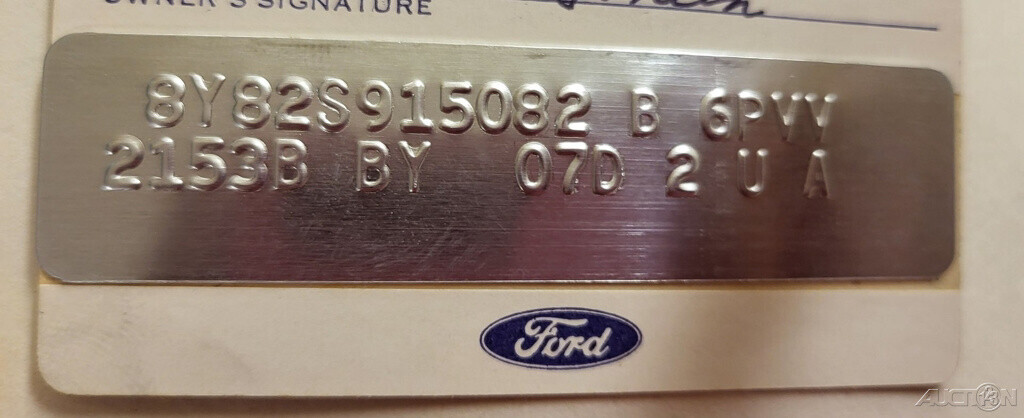 OWNER'S SIGNATURE
8Y82S915082 B 6PVV
2153B BY 07D 2 U A
Ford
AUCTION